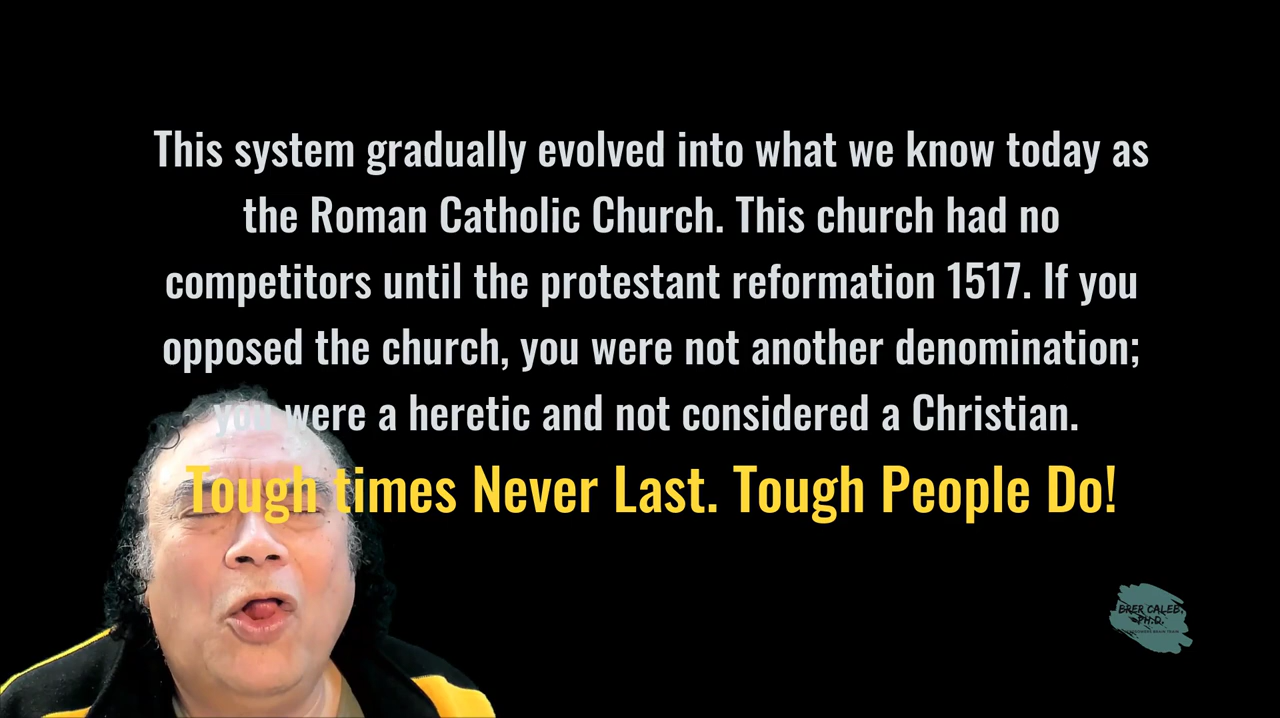 This system gradually evolved into what we know today as
the Roman Catholic Church. This church had no
competitors until the protestant reformation 1517. If you
opposed the church, you were not another denomination;
you were a heretic and not considered a Christian.
Tough times Never Last. Tough People Do!
BRER CALEB,
PH.D.